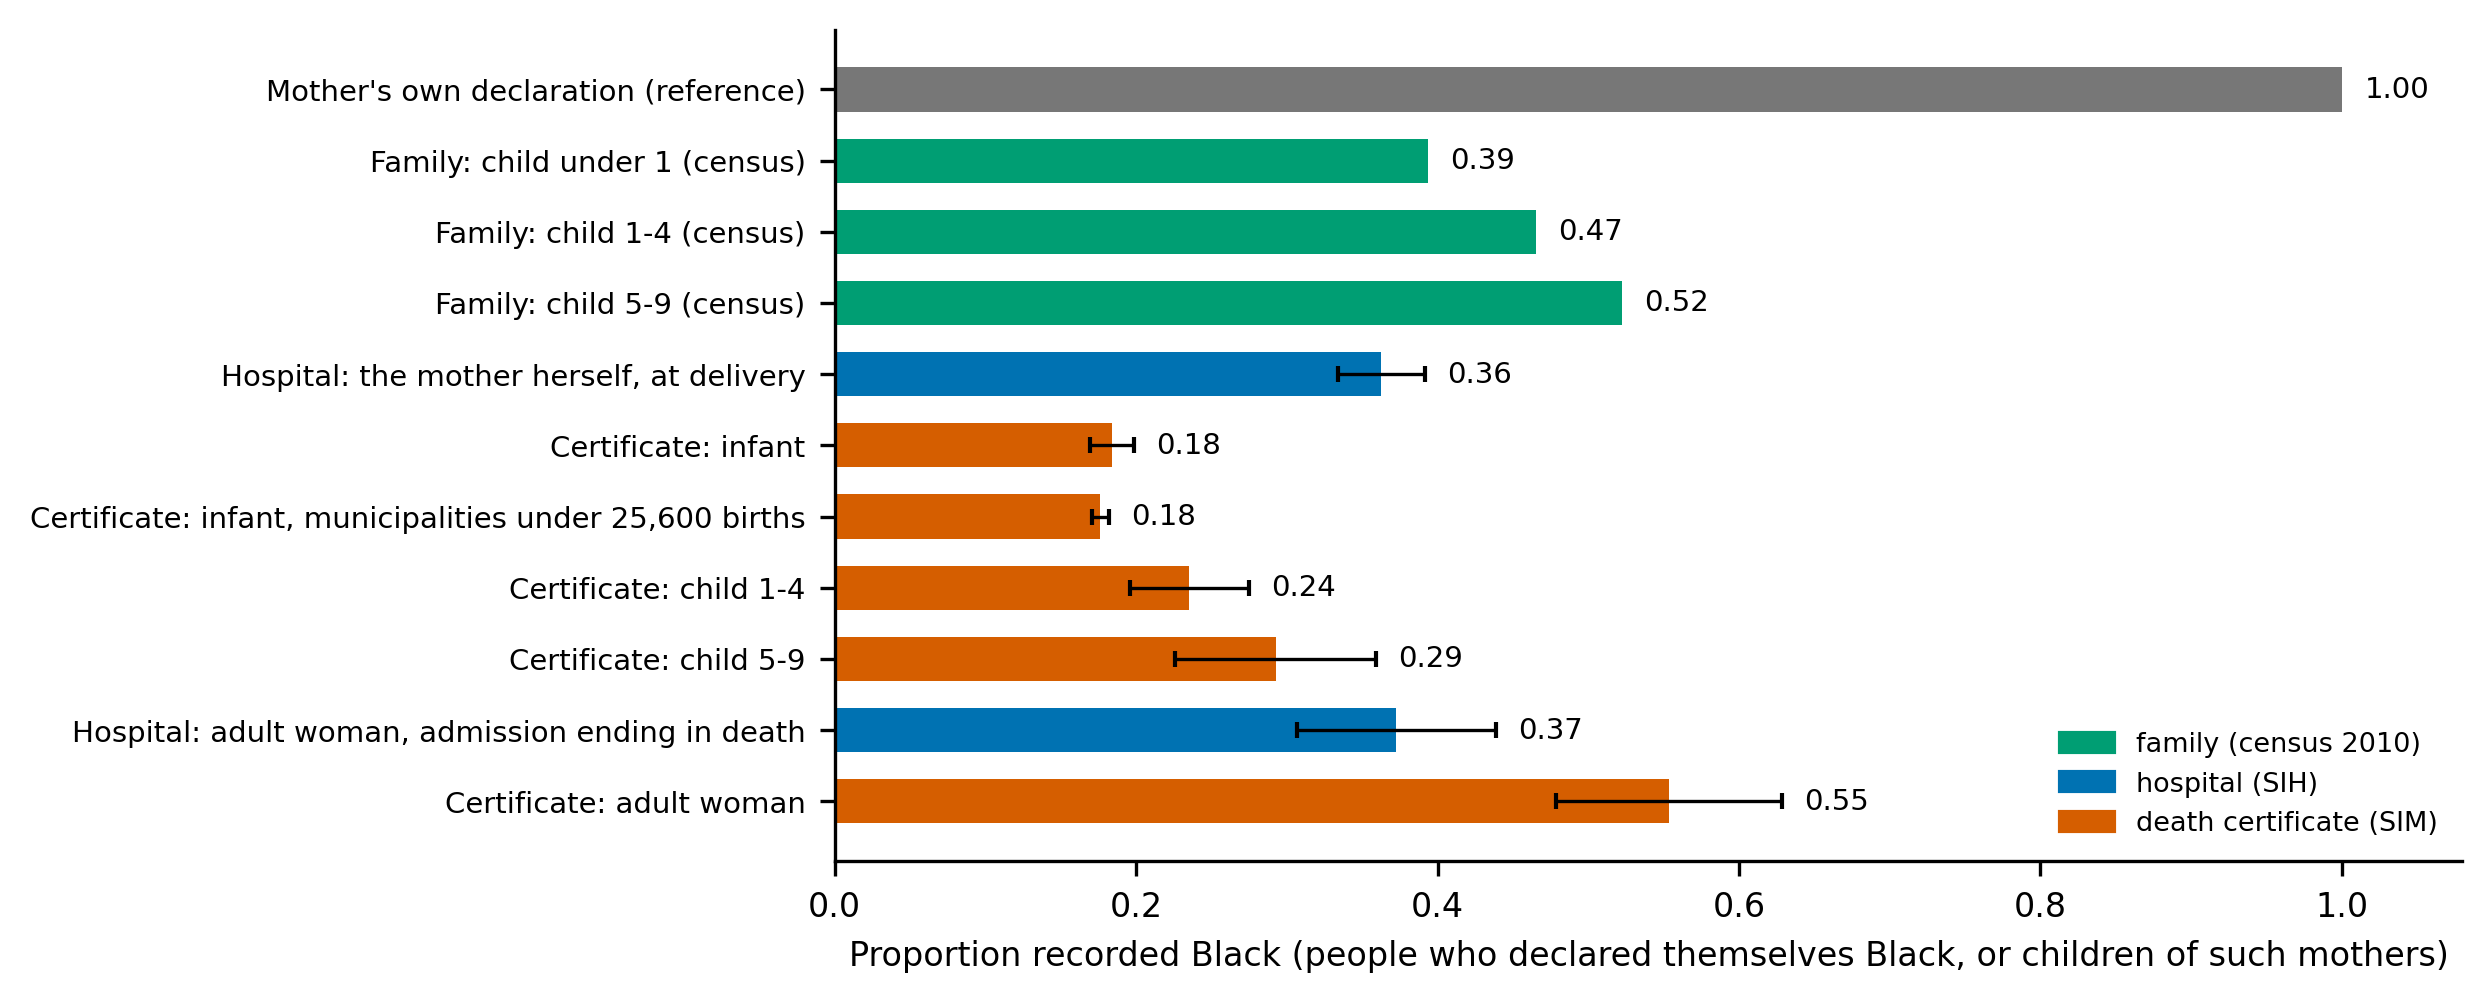 Mother's own declaration (reference) 1.00
Family: child under 1 (census) 0.39
Family: child 1-4 (census) 0.47
Family: child 5-9 (census) 0.52
Hospital: the mother herself, at delivery 0.36
Certificate: infant 0.18
Certificate: infant, municipalities under 25,600 births 0.18
Certificate: child 1-4 0.24
Certificate: child 5-9 0.29
Hospital: adult woman, admission ending in death 0.37
Certificate: adult woman 0.55
family (census 2010)
hospital (SIH)
death certificate (SIM)
0.0 0.2 0.4 0.6 0.8 1.0
Proportion recorded Black (people who declared themselves Black, or children of such mothers)